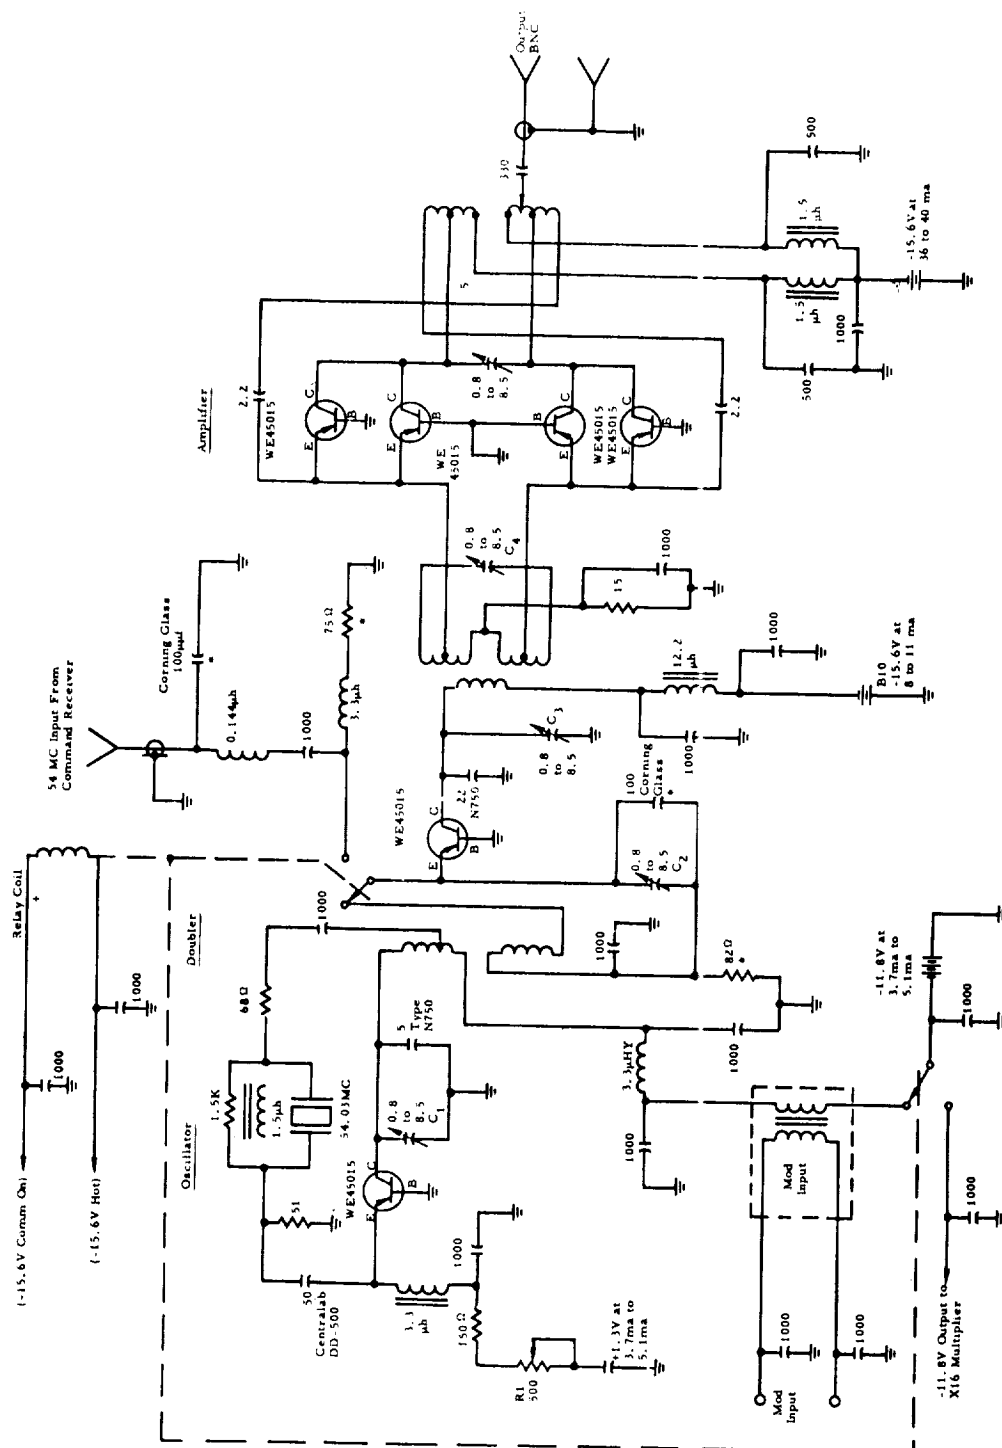 (-15.6V Comm On)
Relay Coil
+
1000
(-15.6V Hot)
1000
54 MC Input From
Command Receiver
Corning Glass
100μμf
*
0.144μh
1000
3.3μh
75Ω
*
Oscillator
1.5K
1.5μh
54.03MC
68Ω
51
50
Centralab
DD-500
WE45015
E
C
B
0.8
to
8.5
C1
5
Type
N750
3.3
μh
1000
150Ω
R1
500
+1.3V at
3.7ma to
5.1ma
Doubler
1000
WE45015
E
C
B
22
N750
0.8
to
8.5
C3
0.8
to
8.5
C2
100
Corning
Glass
*
1000
82Ω
*
1000
3.3μHY
1000
1000
12.2
μh
1000
B10
-15.6V at
8 to 11 ma
Amplifier
2.2
WE45015
E
C
B
WE
45015
E
C
B
0.8
to
8.5
WE45015
WE45015
E
C
E
C
B
2.2
0.8
to
8.5
C4
15
1000
5
330
Output
BNC
500
1.5
μh
1.5
μh
500
1000
-15.6V at
36 to 40 ma
Mod
Input
Mod
Input
1000
1000
-11.8V at
3.7ma to
5.1ma
1000
1000
-11.8V Output to
X16 Multiplier